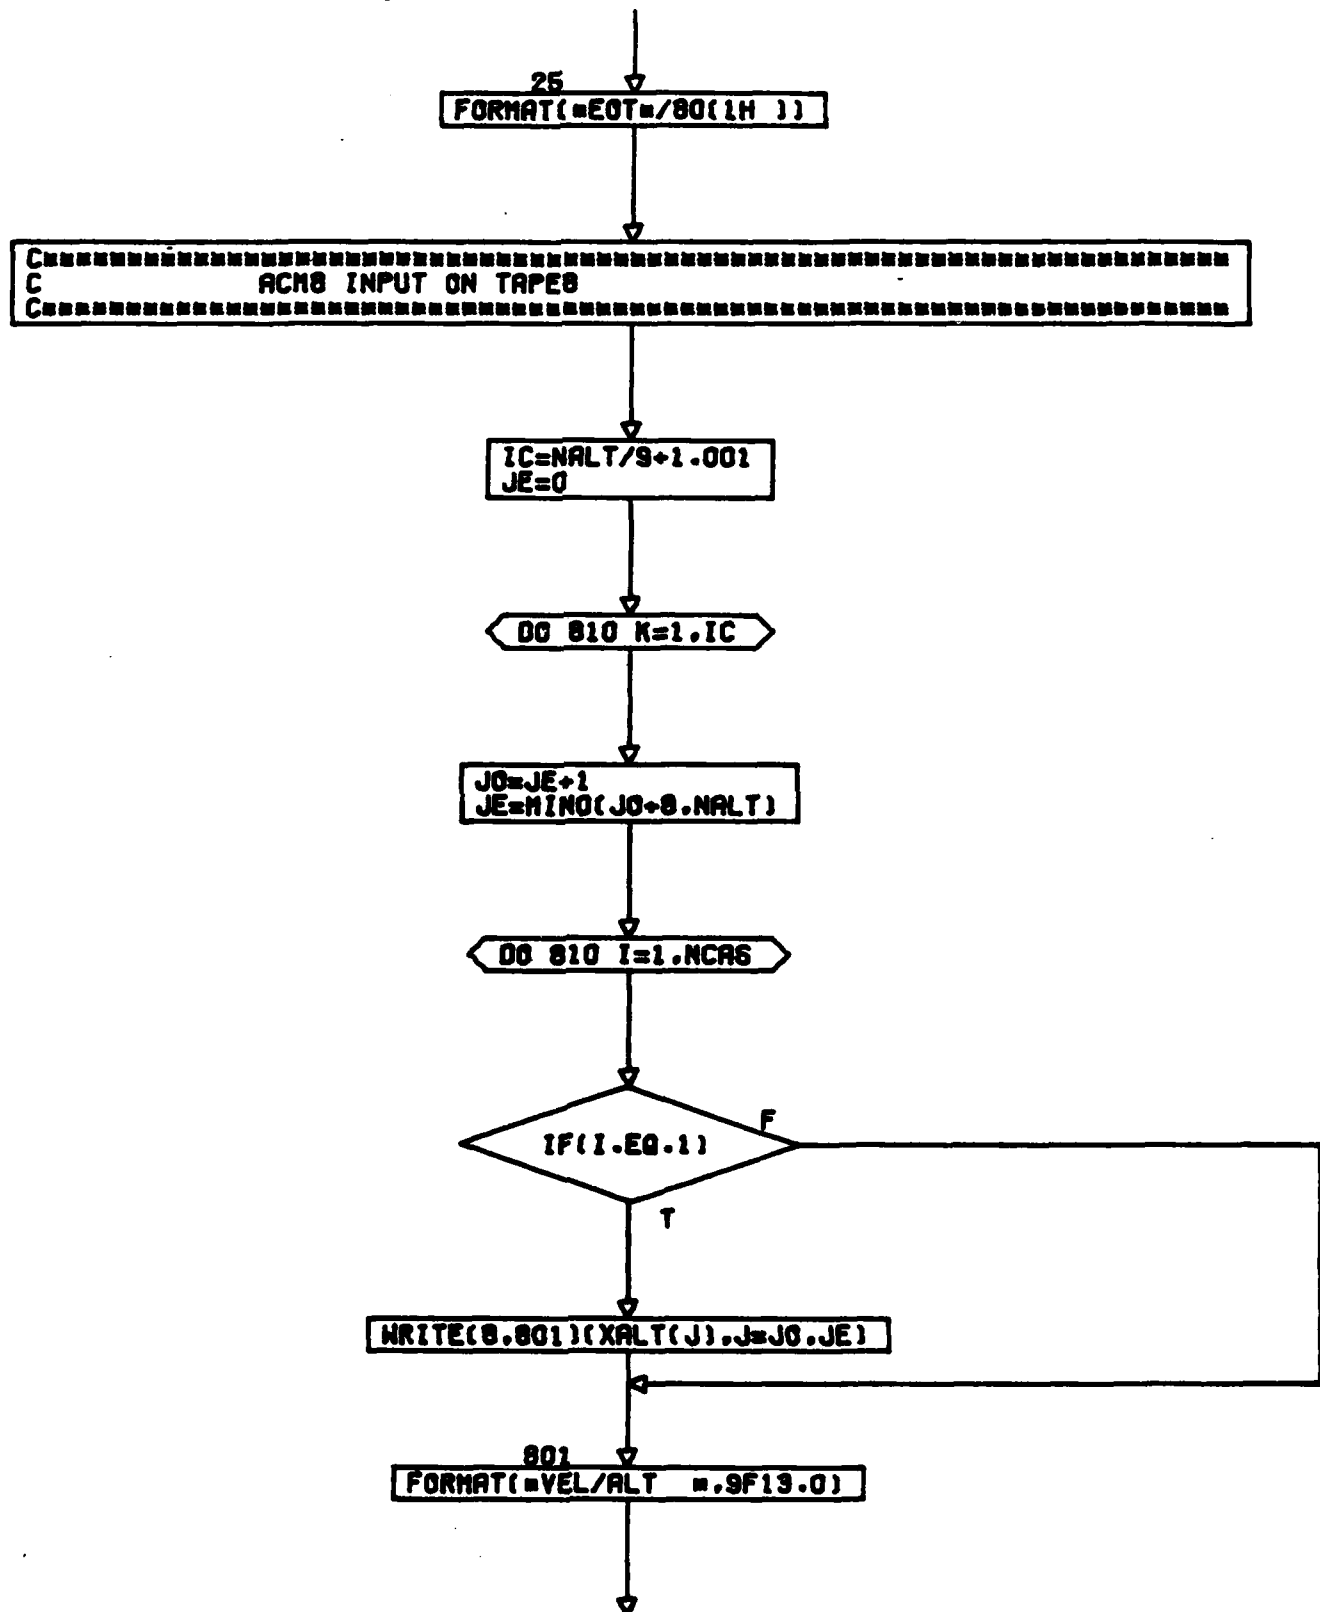 25
FORMAT(*EOT*/80(1H ))
C**********************************************************************
C ACM8 INPUT ON TAPE8
C**********************************************************************
IC=NALT/9+1.001
JE=0
DO 810 K=1,IC
JO=JE+1
JE=MINO(JO+8,NALT)
DO 810 I=1,NCAS
IF(I.EQ.1)
F
T
WRITE(8,801)(XALT(J),J=JO,JE)
801
FORMAT(*VEL/ALT *,9F13.0)